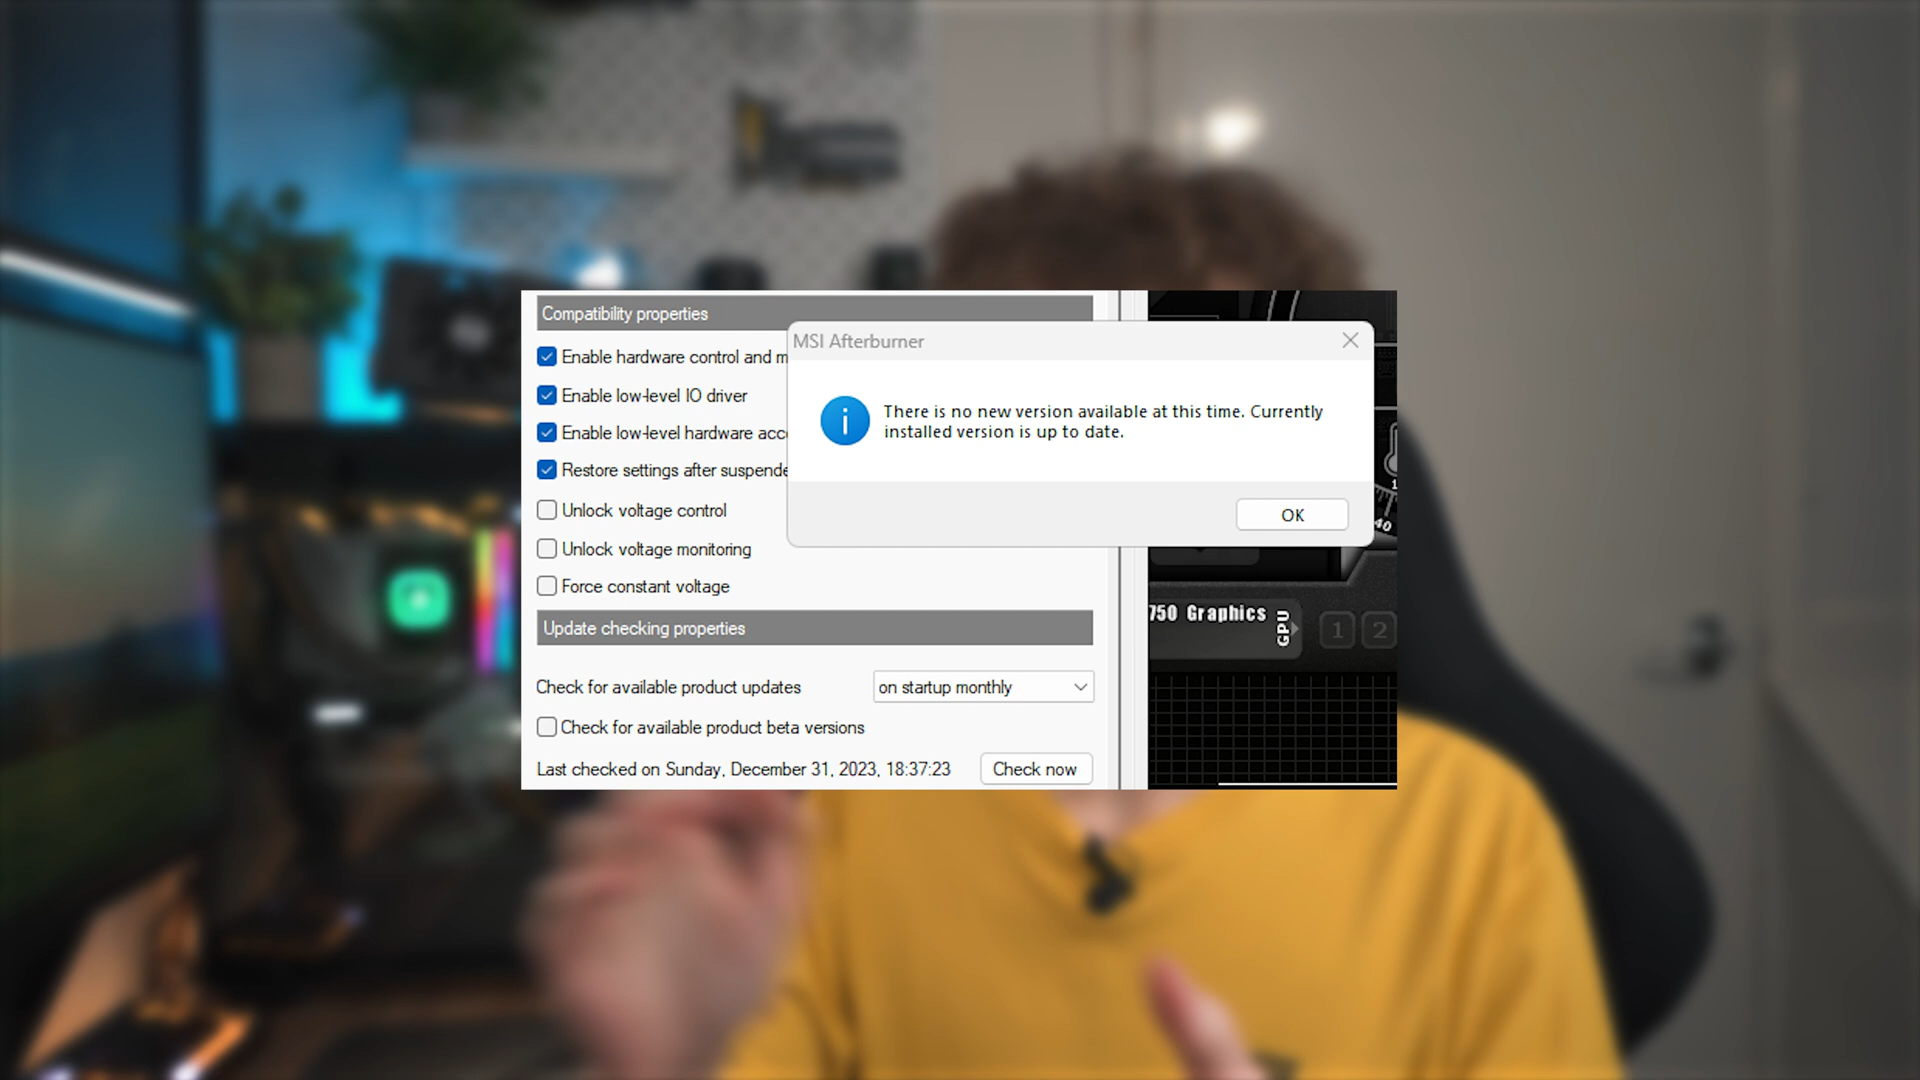 Compatibility properties
MSI Afterburner
Enable hardware control and m
Enable low-level IO driver
There is no new version available at this time. Currently
installed version is up to date.
Enable low-level hardware acc
Restore settings after suspende
Unlock voltage control
OK
Unlock voltage monitoring
Force constant voltage
750 Graphics
GPU
1
2
Update checking properties
Check for available product updates
on startup monthly
Check for available product beta versions
Last checked on Sunday, December 31, 2023, 18:37:23
Check now